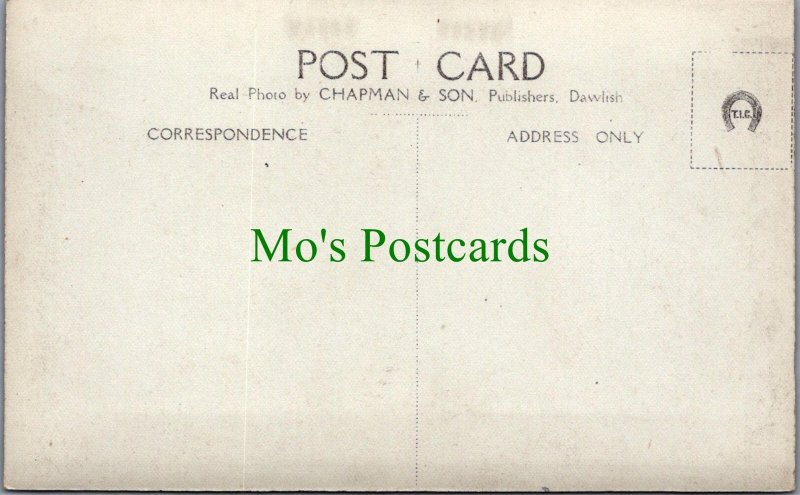 POST CARD
Real Photo by CHAPMAN & SON, Publishers, Dawlish
T.I.C.
CORRESPONDENCE
ADDRESS ONLY
Mo's Postcards